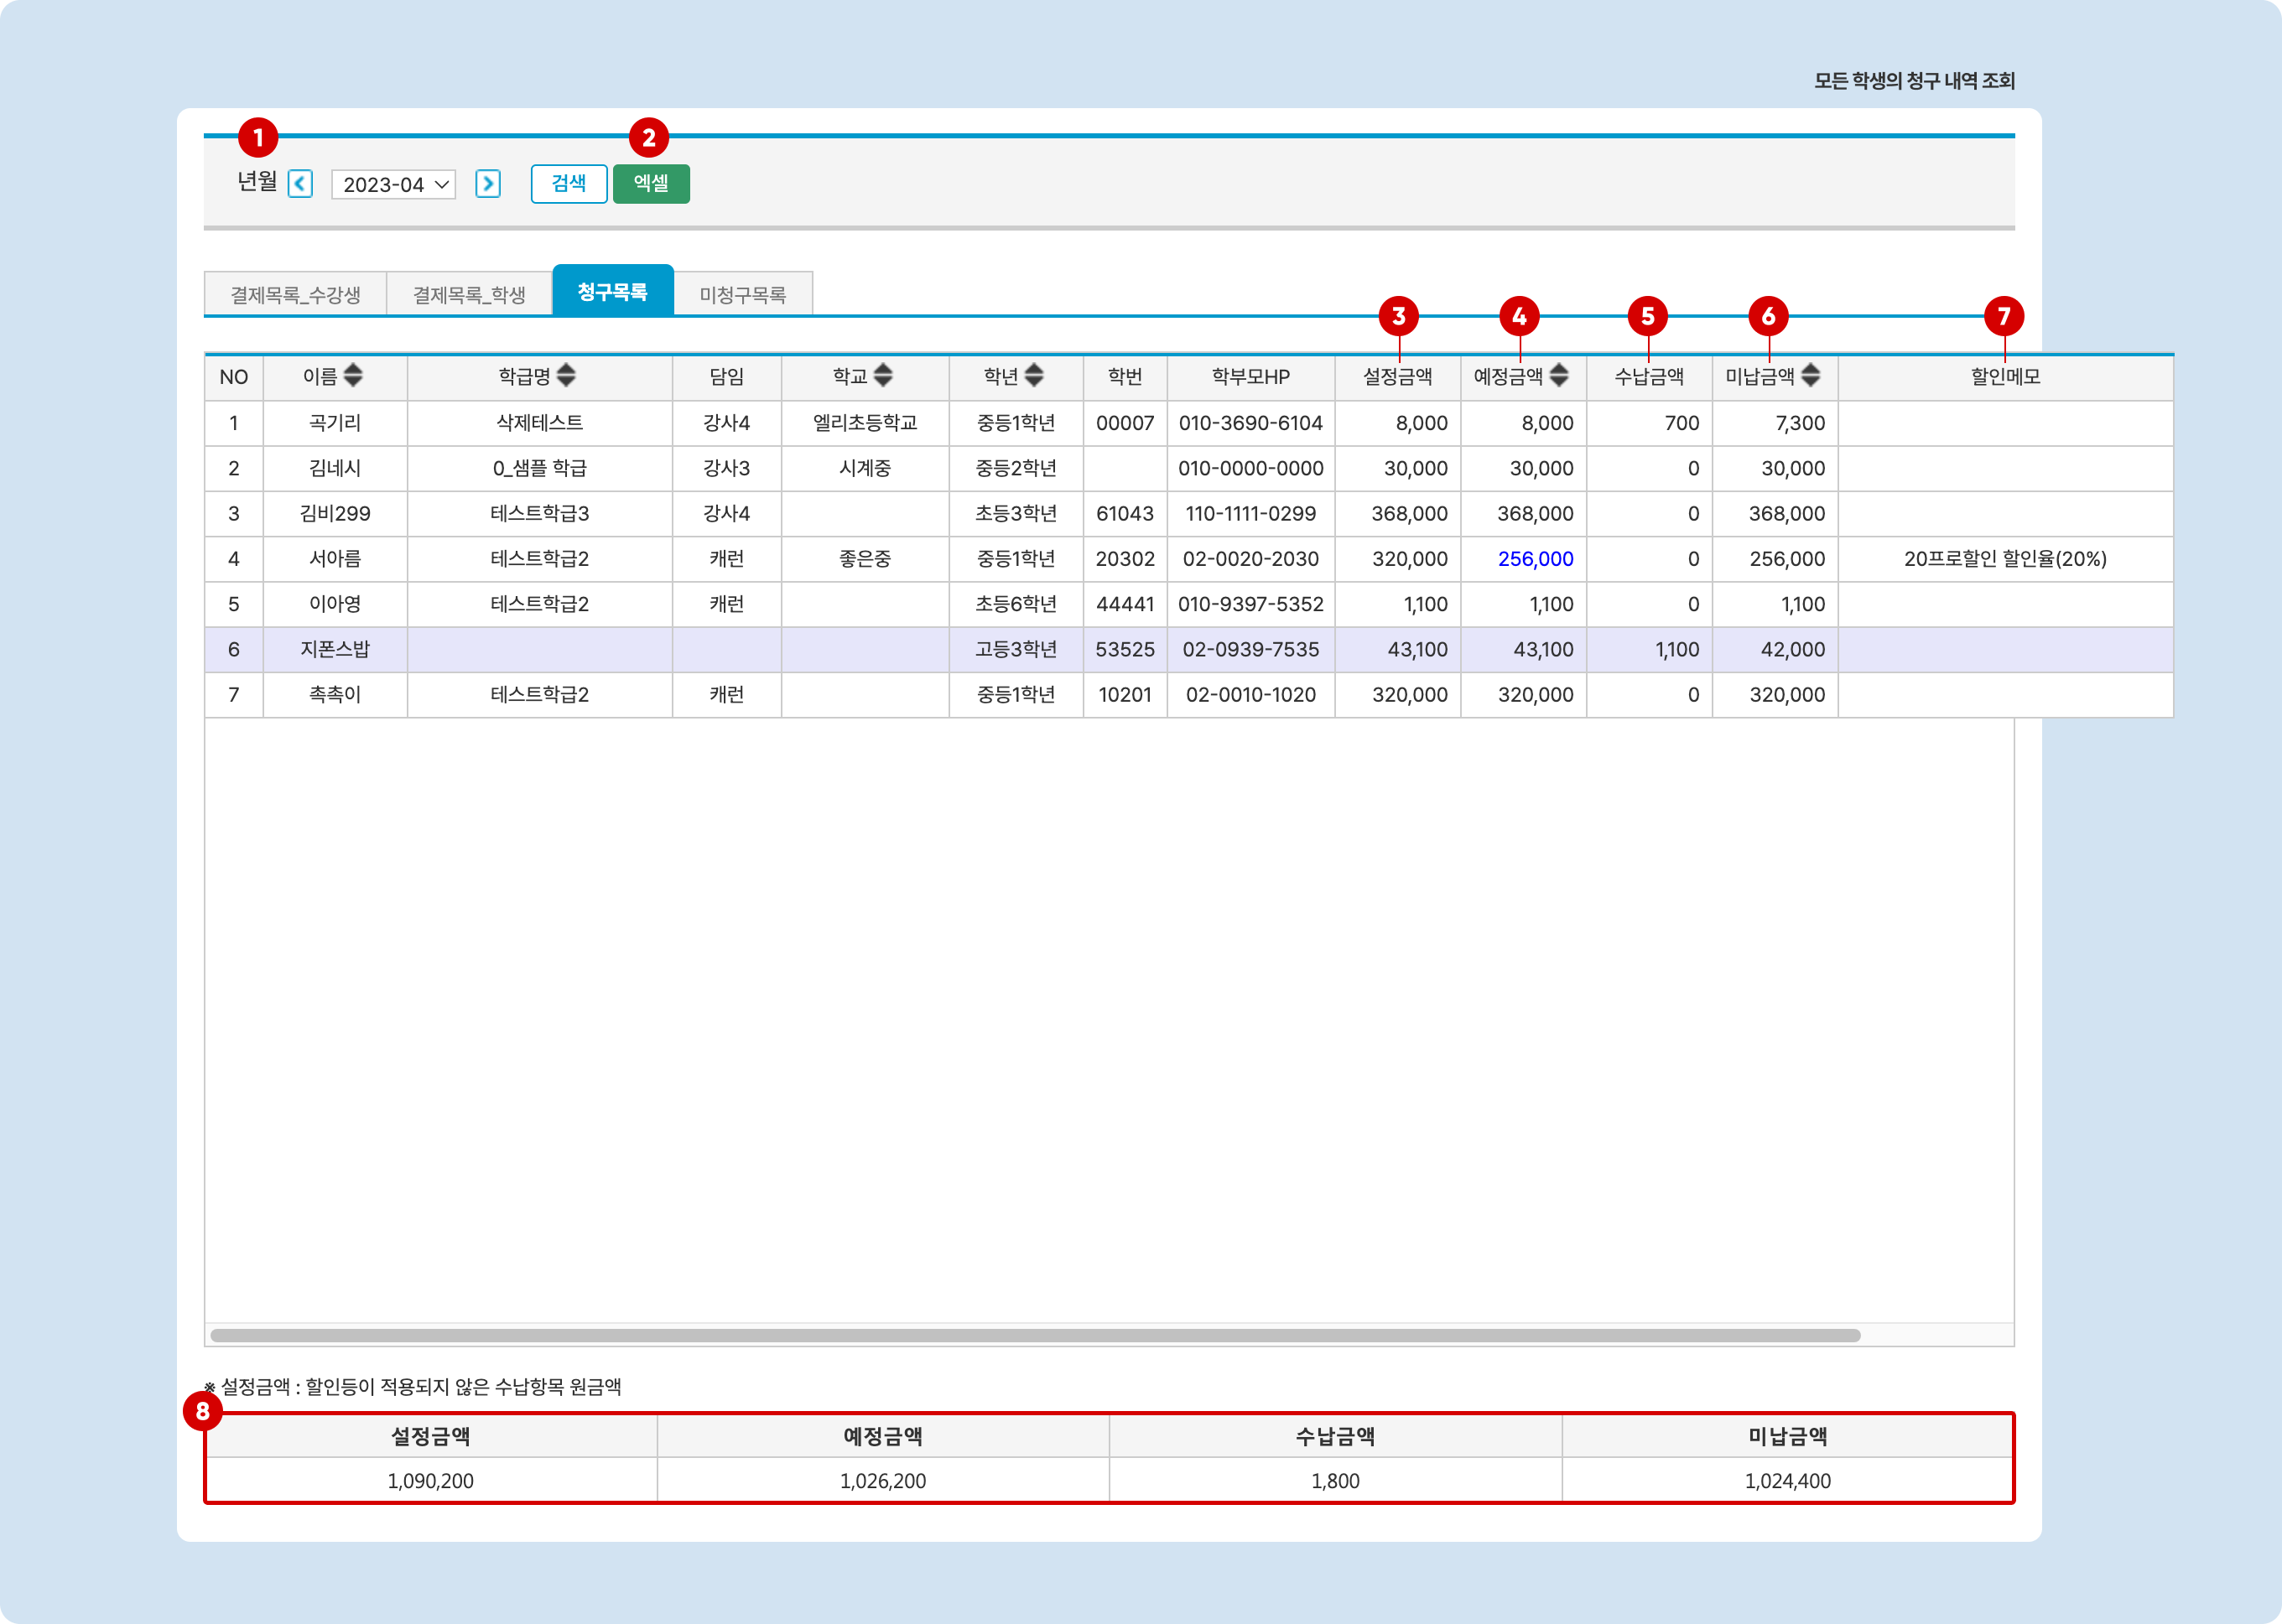 모든 학생의 청구 내역 조회
1 2
년월 2023-04 검색 엑셀
결제목록_수강생 결제목록_학생 청구목록 미청구목록
3 4 5 6 7
NO 이름 학급명 담임 학교 학년 학번 학부모HP 설정금액 예정금액 수납금액 미납금액 할인메모
1 곡기리 삭제테스트 강사4 엘리초등학교 중등1학년 00007 010-3690-6104 8,000 8,000 700 7,300
2 김네시 0_샘플 학급 강사3 시계중 중등2학년 010-0000-0000 30,000 30,000 0 30,000
3 김비299 테스트학급3 강사4 초등3학년 61043 110-1111-0299 368,000 368,000 0 368,000
4 서아름 테스트학급2 캐런 좋은중 중등1학년 20302 02-0020-2030 320,000 256,000 0 256,000 20프로할인 할인율(20%)
5 이아영 테스트학급2 캐런 초등6학년 44441 010-9397-5352 1,100 1,100 0 1,100
6 지폰스밥 고등3학년 53525 02-0939-7535 43,100 43,100 1,100 42,000
7 촉촉이 테스트학급2 캐런 중등1학년 10201 02-0010-1020 320,000 320,000 0 320,000
※ 설정금액 : 할인등이 적용되지 않은 수납항목 원금액
8
설정금액 예정금액 수납금액 미납금액
1,090,200 1,026,200 1,800 1,024,400